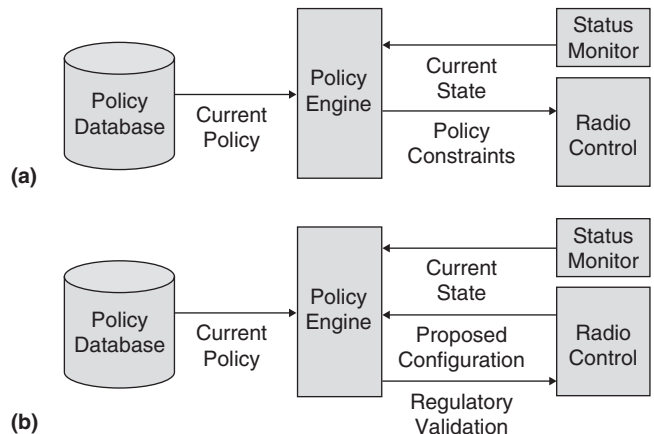 Policy
Database
Current
Policy
Policy
Engine
Current
State
Policy
Constraints
Status
Monitor
Radio
Control
(a)
Policy
Database
Current
Policy
Policy
Engine
Current
State
Proposed
Configuration
Regulatory
Validation
Status
Monitor
Radio
Control
(b)